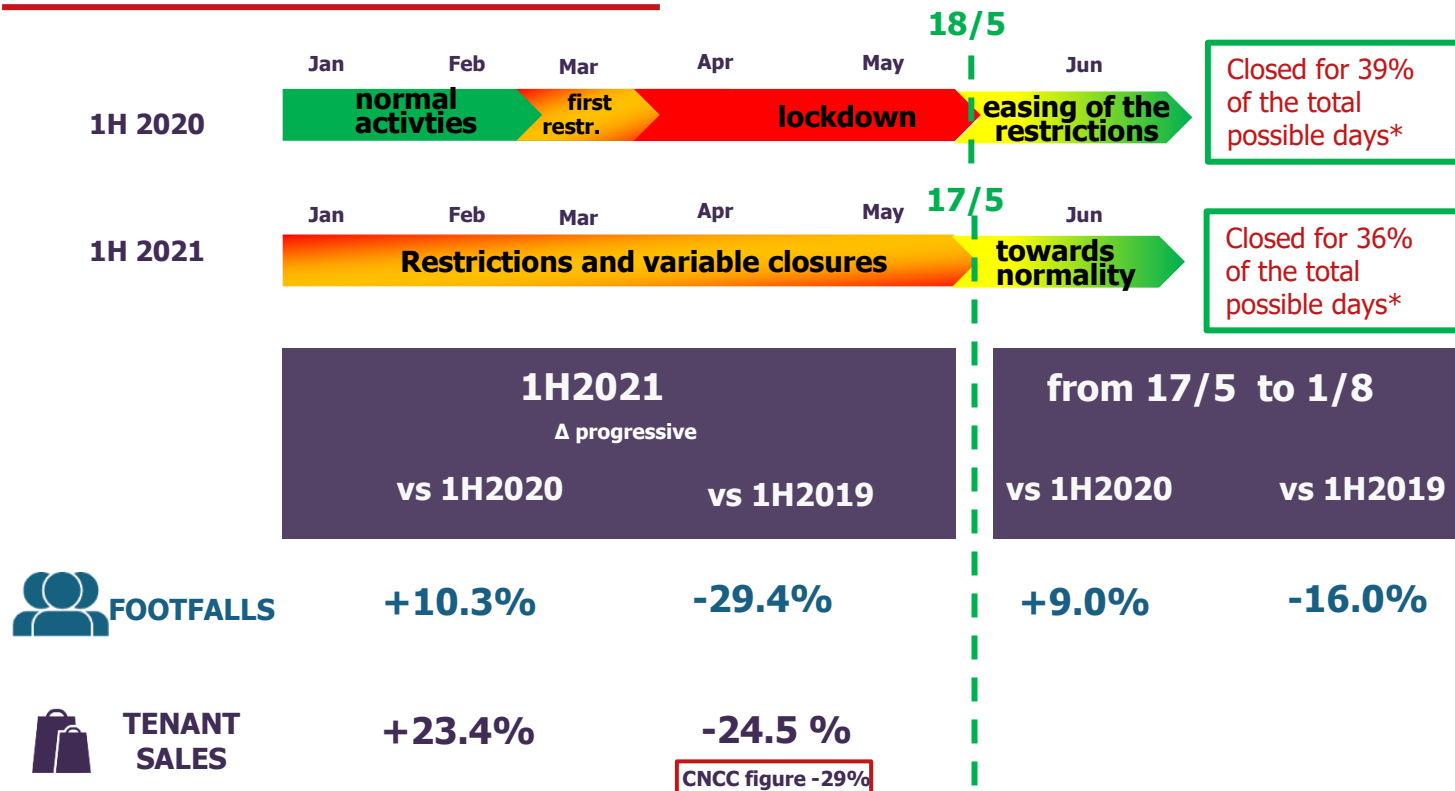 18/5
Jan Feb Mar Apr May Jun
1H 2020
normal
activties
first
restr.
lockdown
easing of the
restrictions
Closed for 39%
of the total
possible days*
17/5
Jan Feb Mar Apr May Jun
1H 2021
Restrictions and variable closures
towards
normality
Closed for 36%
of the total
possible days*
1H2021
Δ progressive
vs 1H2020 vs 1H2019
from 17/5 to 1/8
vs 1H2020 vs 1H2019
FOOTFALLS +10.3% -29.4% +9.0% -16.0%
TENANT
SALES
+23.4% -24.5 %
CNCC figure -29%